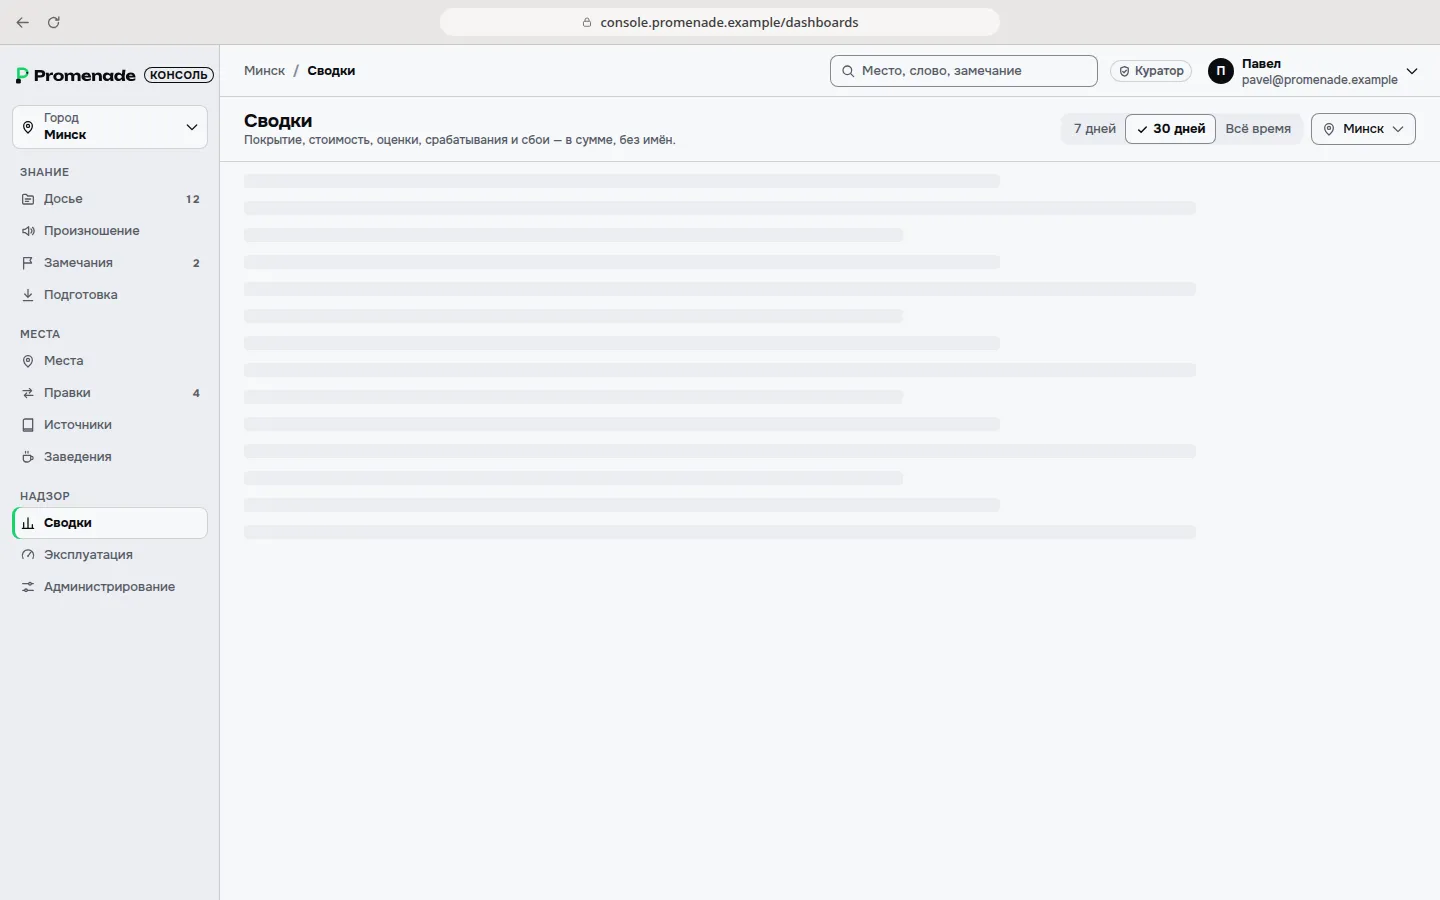 console.promenade.example/dashboards
Promenade КОНСОЛЬ
Город
Минск
ЗНАНИЕ
Досье 12
Произношение
Замечания 2
Подготовка
МЕСТА
Места
Правки 4
Источники
Заведения
НАДЗОР
Сводки
Эксплуатация
Администрирование
Минск / Сводки
Место, слово, замечание
Куратор
П
Павел
pavel@promenade.example
Сводки
Покрытие, стоимость, оценки, срабатывания и сбои — в сумме, без имён.
7 дней
30 дней
Всё время
Минск